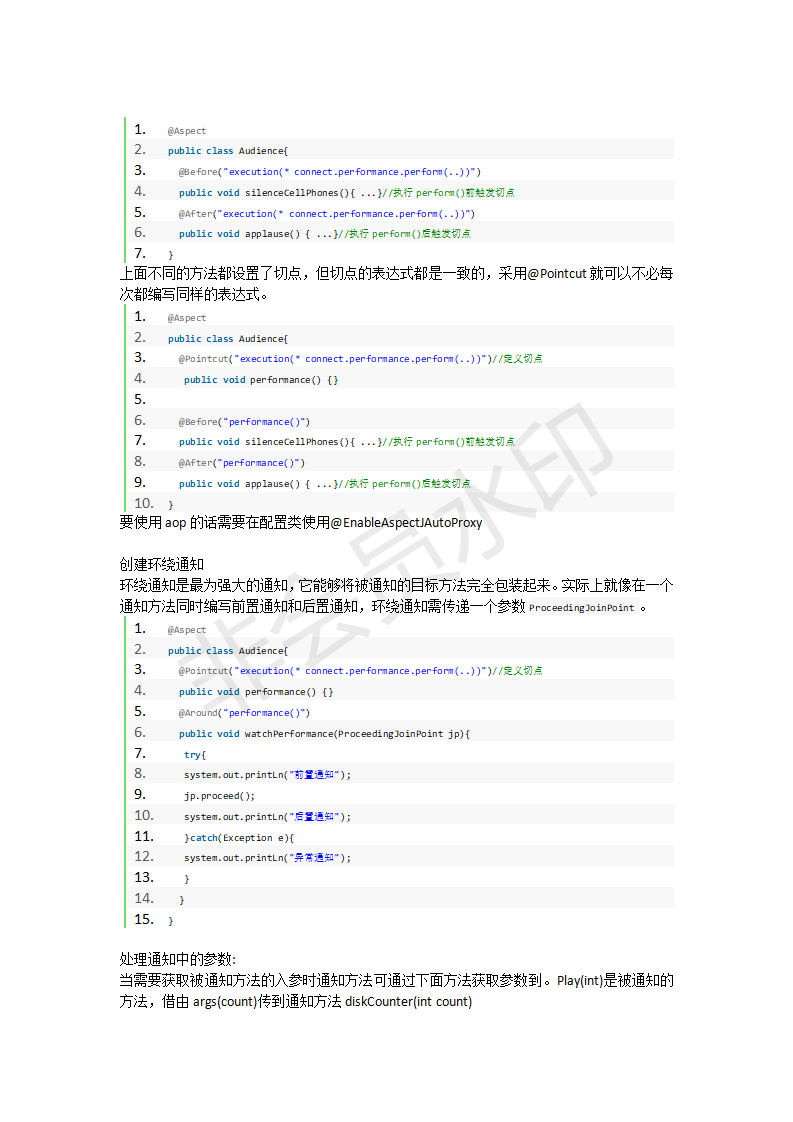 1. @Aspect
2. public class Audience{
3. @Before("execution(* connect.performance.perform(..))")
4. public void silenceCellPhones(){ ...}//执行 perform()前触发切点
5. @After("execution(* connect.performance.perform(..))")
6. public void applause() { ...}//执行 perform()后触发切点
7. }
上面不同的方法都设置了切点，但切点的表达式都是一致的，采用@Pointcut 就可以不必每
次都编写同样的表达式。
1. @Aspect
2. public class Audience{
3. @Pointcut("execution(* connect.performance.perform(..))")//定义切点
4. public void performance() {}
5.
6. @Before("performance()")
7. public void silenceCellPhones(){ ...}//执行 perform()前触发切点
8. @After("performance()")
9. public void applause() { ...}//执行 perform()后触发切点
10. }
要使用 aop 的话需要在配置类使用@EnableAspectJAutoProxy
创建环绕通知
环绕通知是最为强大的通知，它能够将被通知的目标方法完全包装起来。实际上就像在一个
通知方法同时编写前置通知和后置通知，环绕通知需传递一个参数 ProceedingJoinPoint 。
1. @Aspect
2. public class Audience{
3. @Pointcut("execution(* connect.performance.perform(..))")//定义切点
4. public void performance() {}
5. @Around("performance()")
6. public void watchPerformance(ProceedingJoinPoint jp){
7. try{
8. system.out.printLn("前置通知");
9. jp.proceed();
10. system.out.printLn("后置通知");
11. }catch(Exception e){
12. system.out.printLn("异常通知");
13. }
14. }
15. }
处理通知中的参数:
当需要获取被通知方法的入参时通知方法可通过下面方法获取参数到。Play(int)是被通知的
方法，借由 args(count)传到通知方法 diskCounter(int count)
非会员水印